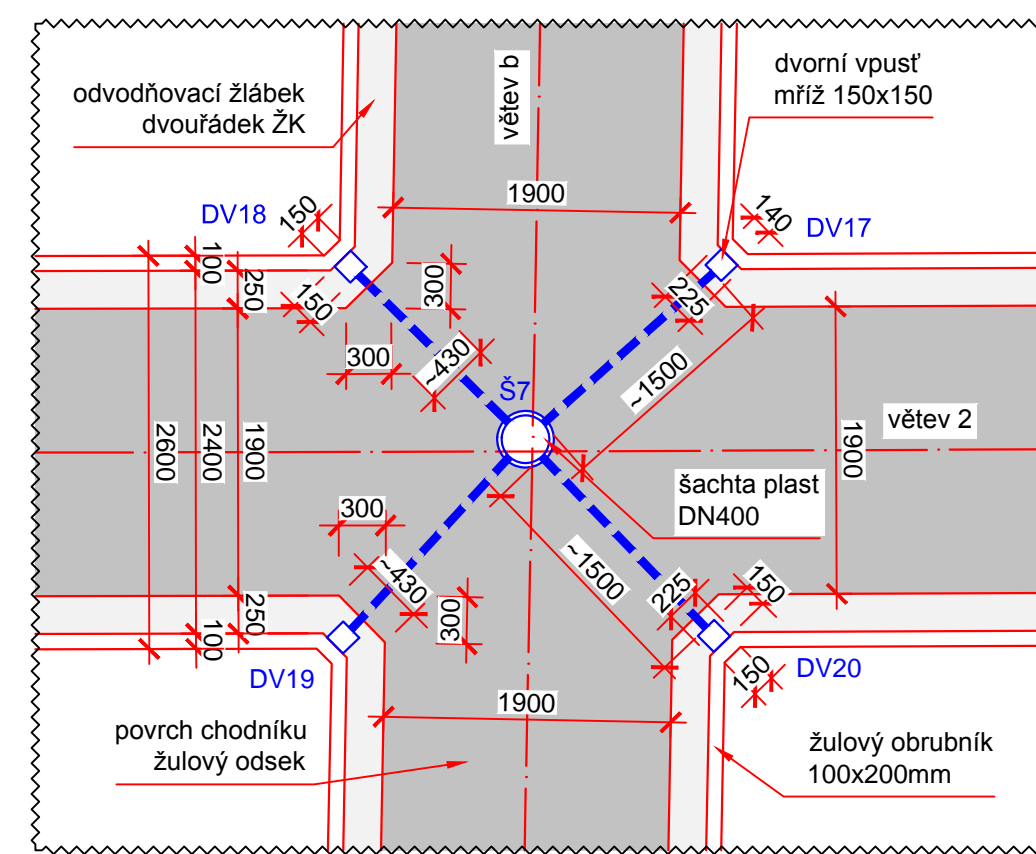 odvodňovací žlábek
dvouřádek ŽK
větev b
dvorní vpusť
mříž 150x150
1900
DV18
150
140
DV17
100
250
150
300
225
300
~430
~1500
Š7
2600
2400
1900
1900
větev 2
šachta plast
DN400
300
~430
~1500
225
150
250
100
300
DV19
DV20
150
1900
povrch chodníku
žulový odsek
žulový obrubník
100x200mm